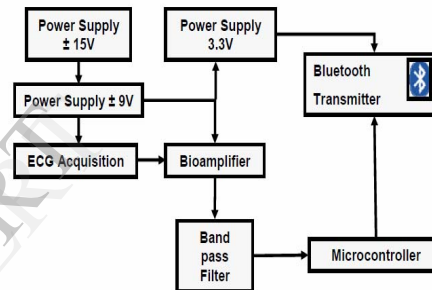 Power Supply
± 15V
Power Supply
3.3V
Bluetooth
Transmitter
Power Supply ± 9V
ECG Acquisition
Bioamplifier
Band
pass
Filter
Microcontroller